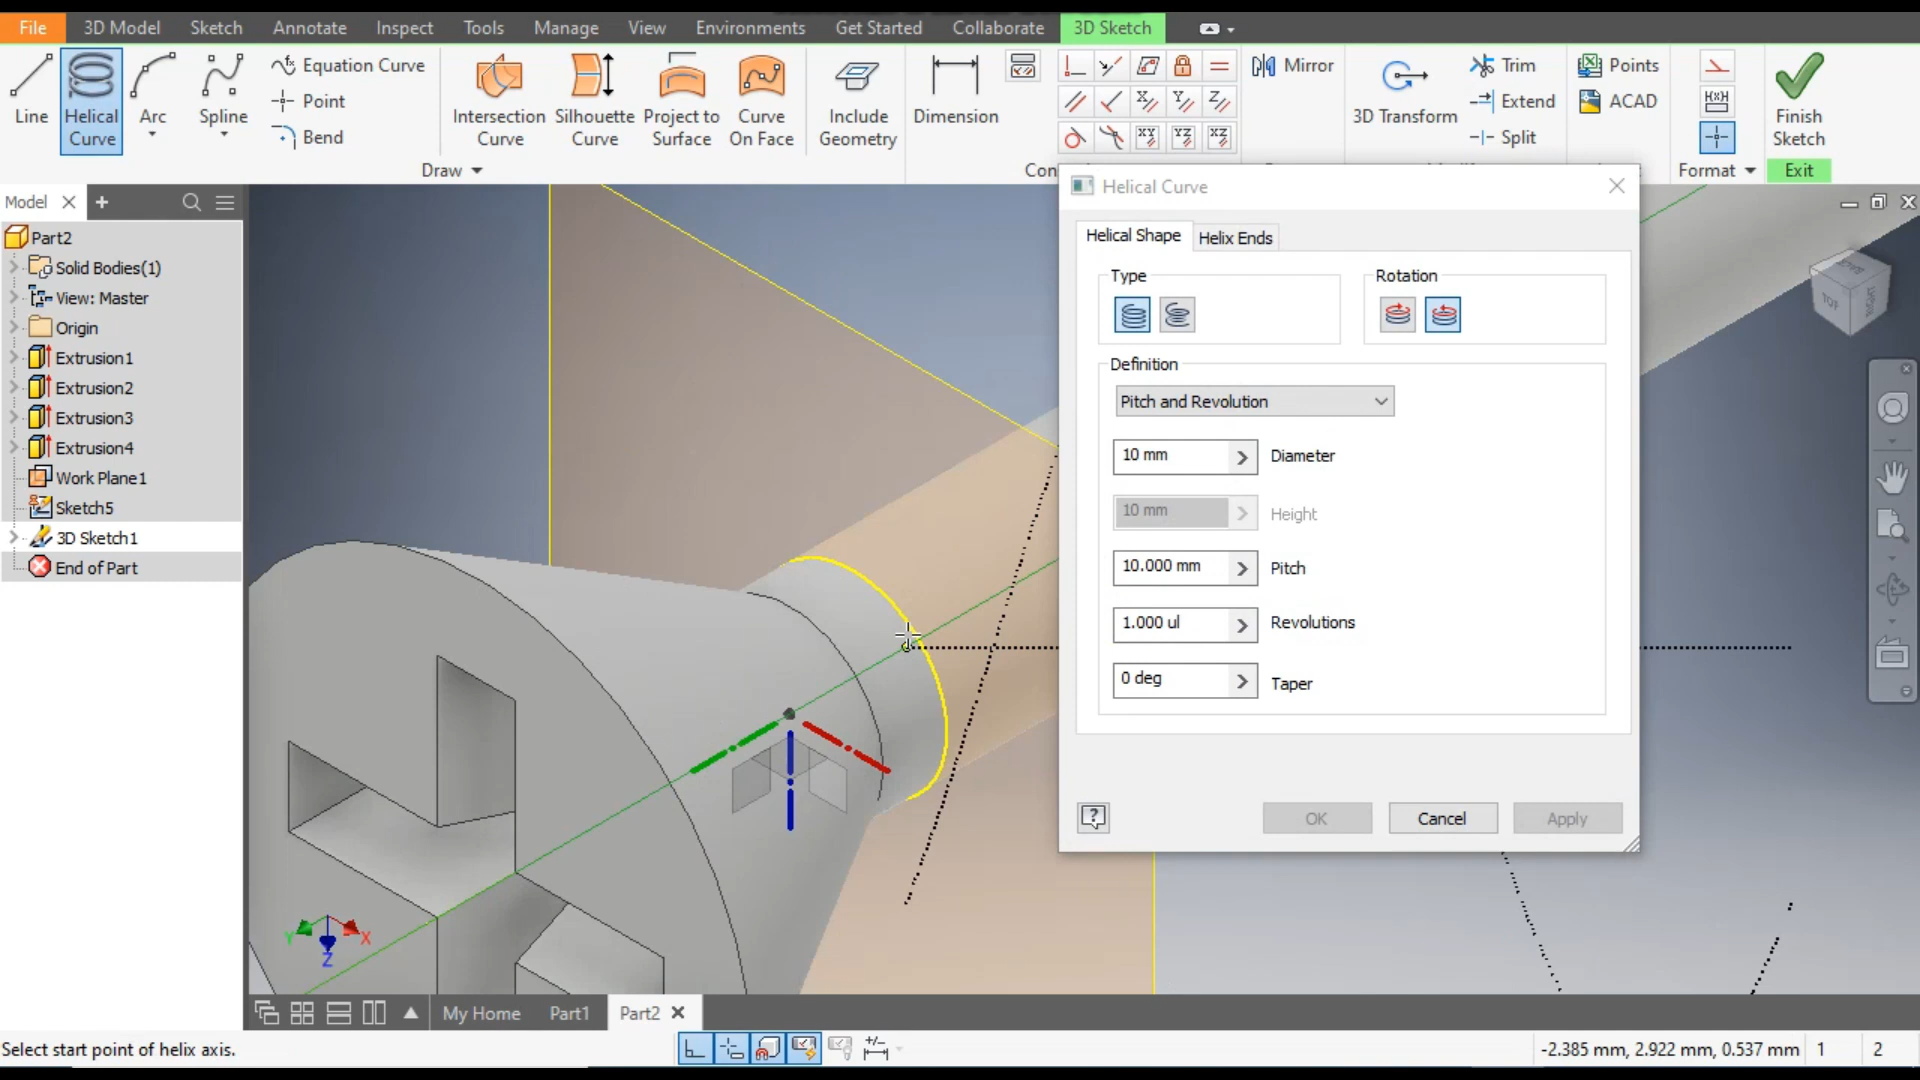 File 3D Model Sketch Annotate Inspect Tools Manage View Environments Get Started Collaborate 3D Sketch
Line
Helical Curve
Arc
Spline
Equation Curve
Point
Bend
Intersection Curve
Silhouette Curve
Project to Surface
Curve On Face
Include Geometry
Dimension
Mirror
3D Transform
Trim
Extend
Split
Points
ACAD
Finish Sketch
Draw
Con
Format
Exit
Model
Part2
Solid Bodies(1)
View: Master
Origin
Extrusion1
Extrusion2
Extrusion3
Extrusion4
Work Plane1
Sketch5
3D Sketch1
End of Part
Helical Curve
Helical Shape
Helix Ends
Type
Rotation
Definition
Pitch and Revolution
10 mm Diameter
10 mm Height
10.000 mm Pitch
1.000 ul Revolutions
0 deg Taper
OK Cancel Apply
TOP
Y X
Z
My Home Part1 Part2
Select start point of helix axis.
-2.385 mm, 2.922 mm, 0.537 mm 1 2